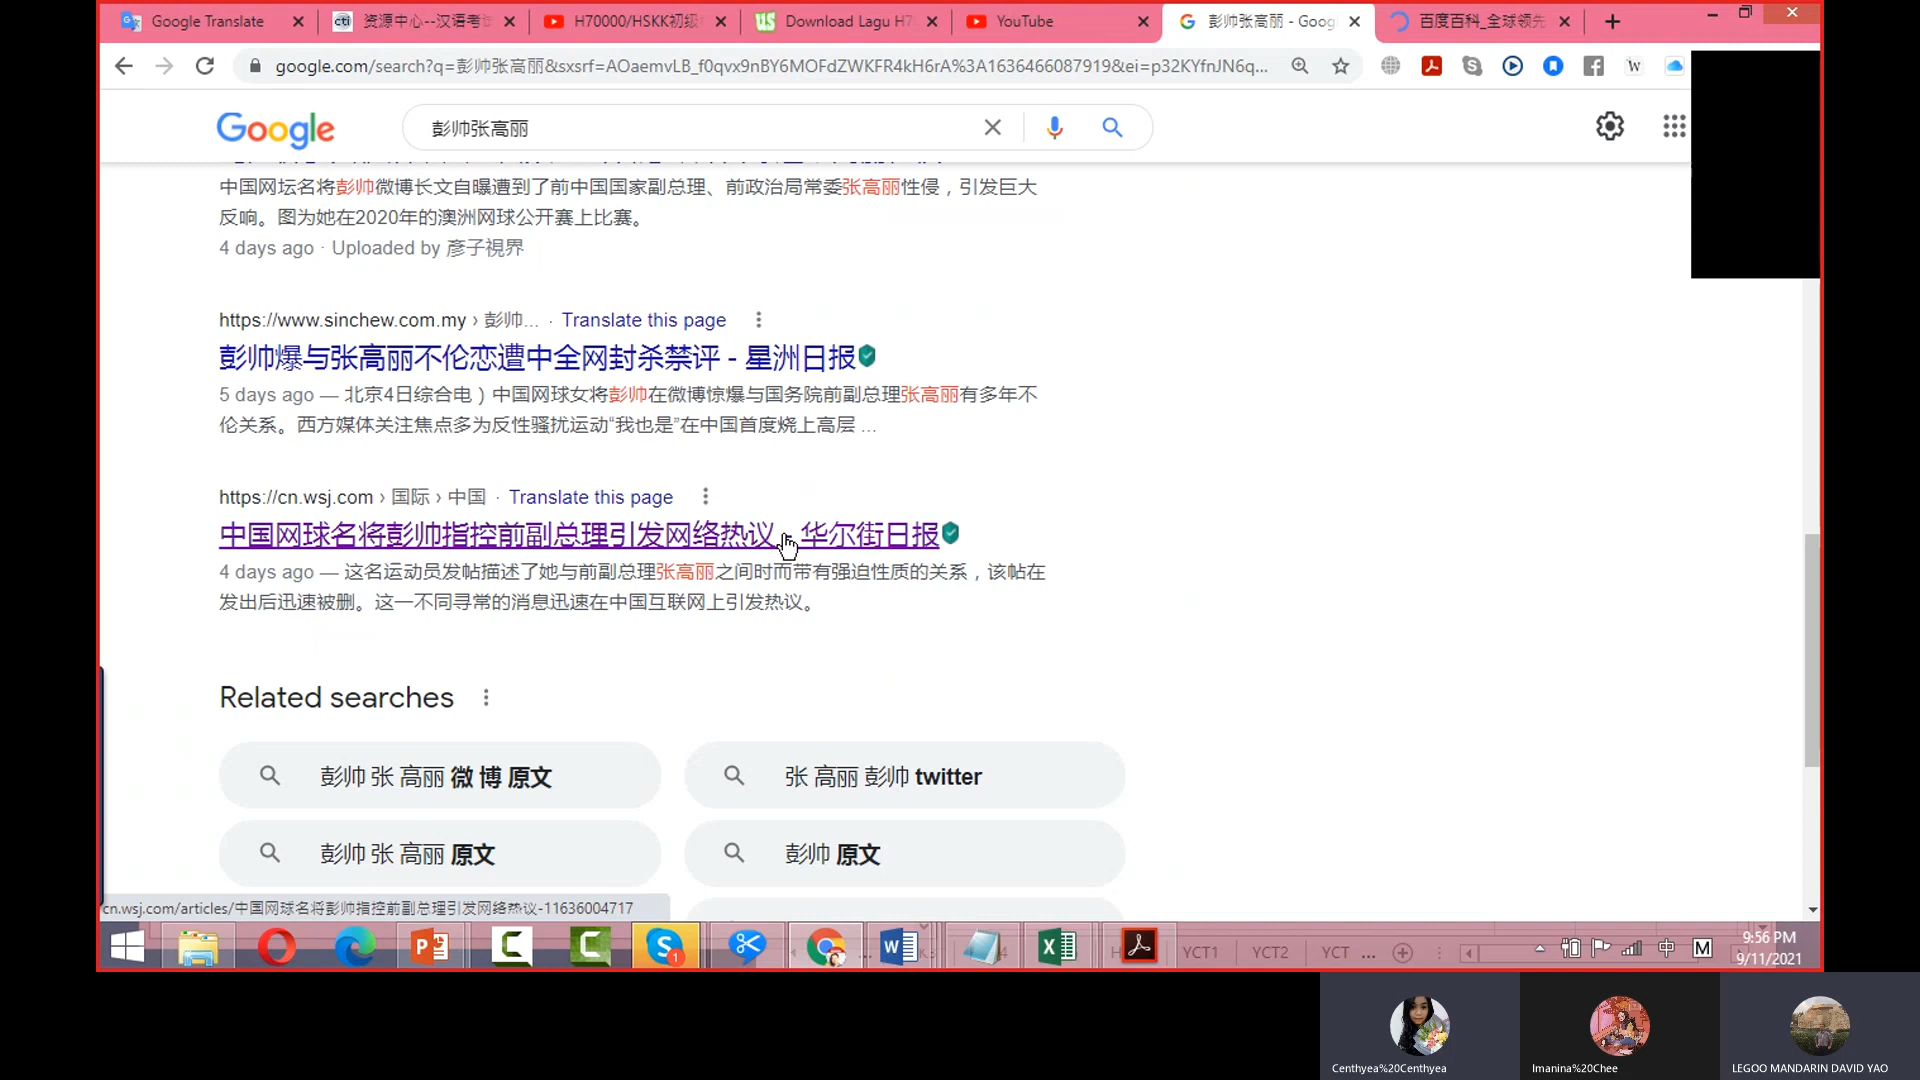 Google Translate
资源中心--汉语考试
H70000/HSKK初级
Download Lagu H7
YouTube
彭帅张高丽 - Goog
百度百科_全球领先
google.com/search?q=彭帅张高丽&sxsrf=AOaemvLB_f0qvx9nBY6MOFdZWKFR4kH6rA%3A1636466087919&ei=p32KYfnJN6q...
Google
彭帅张高丽
中国网坛名将彭帅微博长文自曝遭到了前中国国家副总理、前政治局常委张高丽性侵，引发巨大
反响。图为她在2020年的澳洲网球公开赛上比赛。
4 days ago · Uploaded by 彥子視界
https://www.sinchew.com.my › 彭帅... · Translate this page
彭帅爆与张高丽不伦恋遭中全网封杀禁评 - 星洲日报
5 days ago — 北京4日综合电）中国网球女将彭帅在微博惊爆与国务院前副总理张高丽有多年不
伦关系。西方媒体关注焦点多为反性骚扰运动“我也是”在中国首度烧上高层 ...
https://cn.wsj.com › 国际 › 中国 · Translate this page
中国网球名将彭帅指控前副总理引发网络热议 - 华尔街日报
4 days ago — 这名运动员发帖描述了她与前副总理张高丽之间时而带有强迫性质的关系，该帖在
发出后迅速被删。这一不同寻常的消息迅速在中国互联网上引发热议。
Related searches
彭帅 张 高丽 微 博 原文
张 高丽 彭帅 twitter
彭帅 张 高丽 原文
彭帅 原文
cn.wsj.com/articles/中国网球名将彭帅指控前副总理引发网络热议-11636004717
YCT1
YCT2
YCT ...
中
M
9:56 PM
9/11/2021
Centhyea%20Centhyea
Imanina%20Chee
LEGOO MANDARIN DAVID YAO